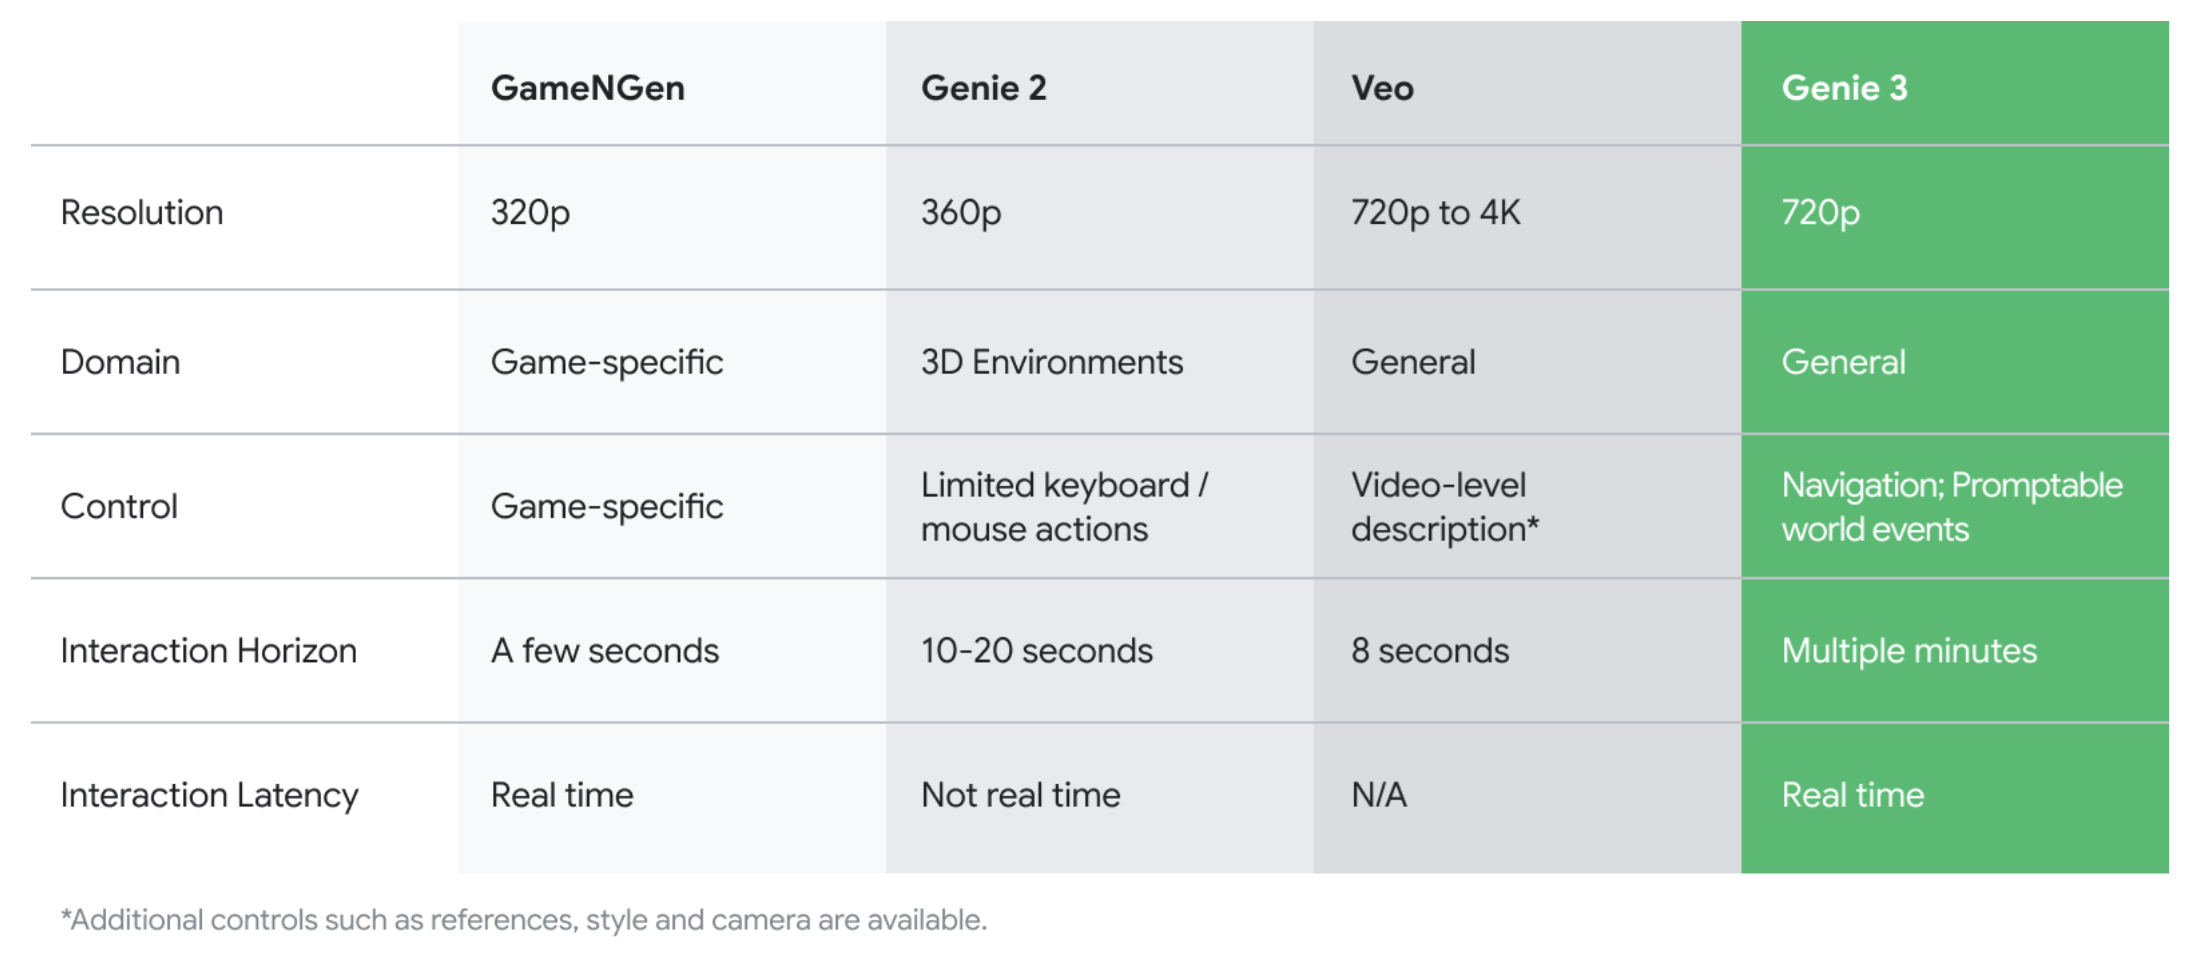 GameNGen Genie 2 Veo Genie 3
Resolution 320p 360p 720p to 4K 720p
Domain Game-specific 3D Environments General General
Control Game-specific Limited keyboard / mouse actions Video-level description* Navigation; Promptable world events
Interaction Horizon A few seconds 10-20 seconds 8 seconds Multiple minutes
Interaction Latency Real time Not real time N/A Real time
*Additional controls such as references, style and camera are available.